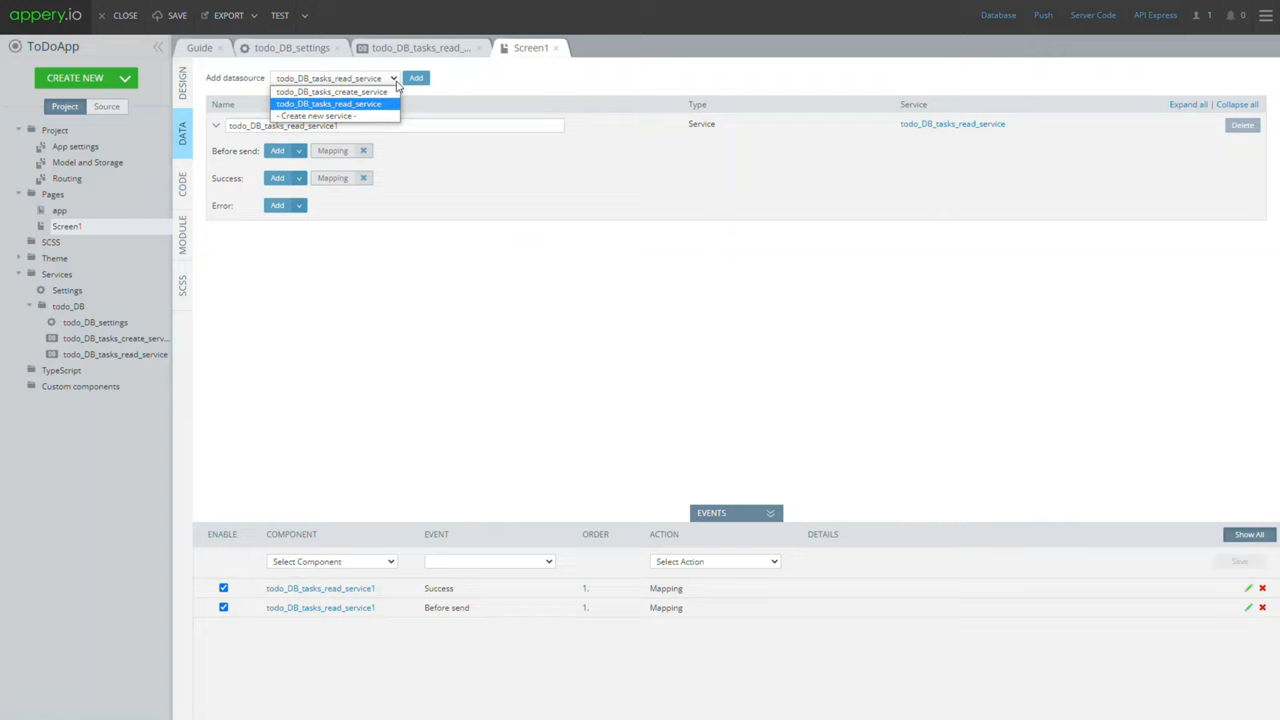 appery.io
CLOSE
SAVE
EXPORT
TEST
Database
Push
Server Code
API Express
1
0
ToDoApp
CREATE NEW
Project
Source
Project
App settings
Model and Storage
Routing
Pages
app
Screen1
SCSS
Theme
Services
Settings
todo_DB
todo_DB_settings
todo_DB_tasks_create_serv...
todo_DB_tasks_read_service
TypeScript
Custom components
DESIGN
DATA
CODE
MODULE
SCSS
Guide
todo_DB_settings
todo_DB_tasks_read_...
Screen1
Add datasource
todo_DB_tasks_read_service
Add
todo_DB_tasks_create_service
todo_DB_tasks_read_service
- Create new service -
Name
Type
Service
Expand all | Collapse all
todo_DB_tasks_read_service1
Service
todo_DB_tasks_read_service
Delete
Before send:
Add
Mapping
Success:
Add
Mapping
Error:
Add
EVENTS
ENABLE
COMPONENT
EVENT
ORDER
ACTION
DETAILS
Show All
Select Component
Select Action
Save
todo_DB_tasks_read_service1
Success
1.
Mapping
todo_DB_tasks_read_service1
Before send
1.
Mapping